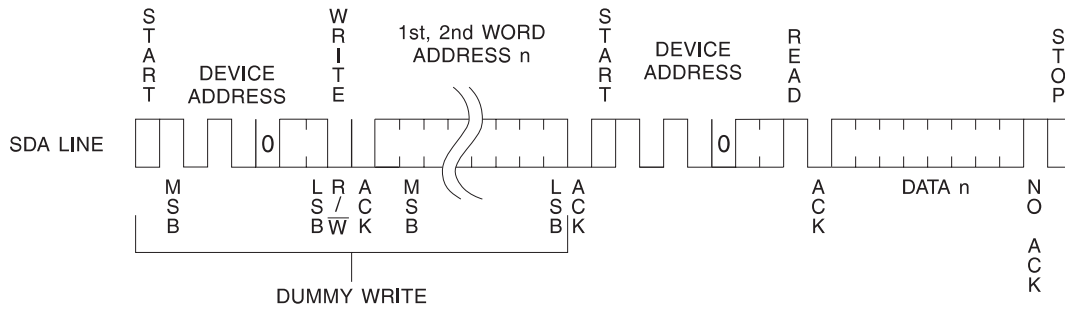 START
WRITE
1st, 2nd WORD
ADDRESS n
START
READ
STOP
DEVICE
ADDRESS
DEVICE
ADDRESS
SDA LINE
0
0
MSB
LSB
R/W̅
ACK
MSB
LSB
ACK
ACK
DATA n
NO ACK
DUMMY WRITE